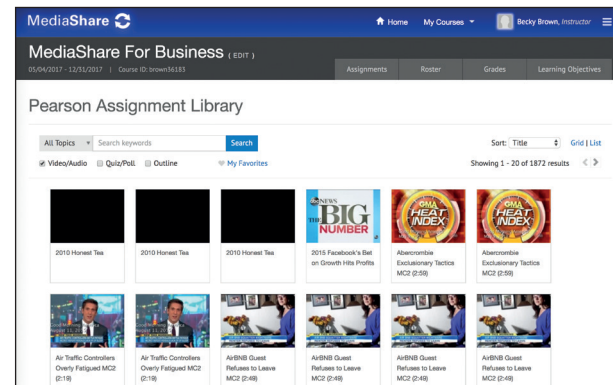 MediaShare
Home My Courses Becky Brown, Instructor
MediaShare For Business ( EDIT )
05/04/2017 - 12/31/2017 | Course ID: brown36183
Assignments Roster Grades Learning Objectives
Pearson Assignment Library
All Topics Search keywords Search
Sort: Title Grid | List
Video/Audio Quiz/Poll Outline My Favorites
Showing 1 - 20 of 1872 results
NEWS
THE BIG NUMBER
GMA HEAT INDEX
GMA HEAT INDEX
2010 Honest Tea
2010 Honest Tea
2010 Honest Tea
2015 Facebook's Bet
on Growth Hits Profits
Abercrombie
Exclusionary Tactics
MC2 (2:59)
Abercrombie
Exclusionary Tactics
MC2 (2:59)
Air Traffic Controllers
Overly Fatigued MC2
(2:19)
Air Traffic Controllers
Overly Fatigued MC2
(2:19)
AirBNB Guest
Refuses to Leave
MC2 (2:49)
AirBNB Guest
Refuses to Leave
MC2 (2:49)
AirBNB Guest
Refuses to Leave
MC2 (2:49)
AirBNB Guest
Refuses to Leave
MC2 (2:49)